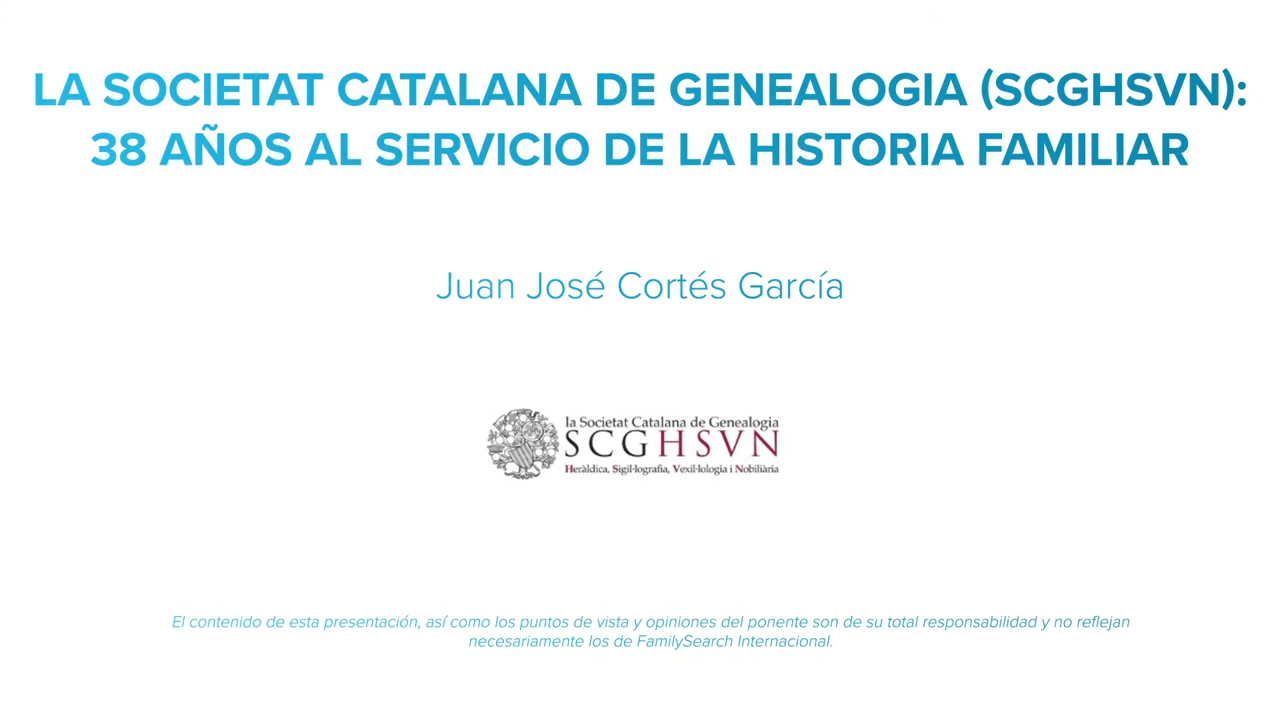 LA SOCIETAT CATALANA DE GENEALOGIA (SCGHSVN):
38 AÑOS AL SERVICIO DE LA HISTORIA FAMILIAR
Juan José Cortés García
la Societat Catalana de Genealogia
SCGHSVN
Heràldica, Sigil·lografia, Vexil·lologia i Nobiliària
El contenido de esta presentación, así como los puntos de vista y opiniones del ponente son de su total responsabilidad y no reflejan
necesariamente los de FamilySearch Internacional.